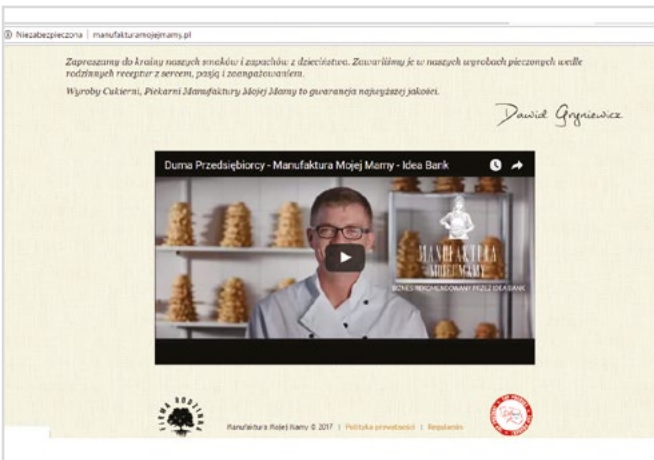 Niezabezpieczona | manufakturamojejmamy.pl
Zapraszamy do krainy naszych smaków i zapachów z dzieciństwa. Zawarliśmy je w naszych wyrobach pieczonych wedle
rodzinnych receptur z sercem, pasją i zaangażowaniem.
Wyroby Cukierni, Piekarni Manufaktury Mojej Mamy to gwarancja najwyższej jakości.
Dawid Gryniewicz
Duma Przedsiębiorcy - Manufaktura Mojej Mamy - Idea Bank
MANUFAKTURA
MOJEJ MAMY
BIZNES REKOMENDOWANY PRZEZ IDEA BANK
FIRMA RODZINNA
Manufaktura Mojej Mamy © 2017 | Polityka prywatności | Regulamin